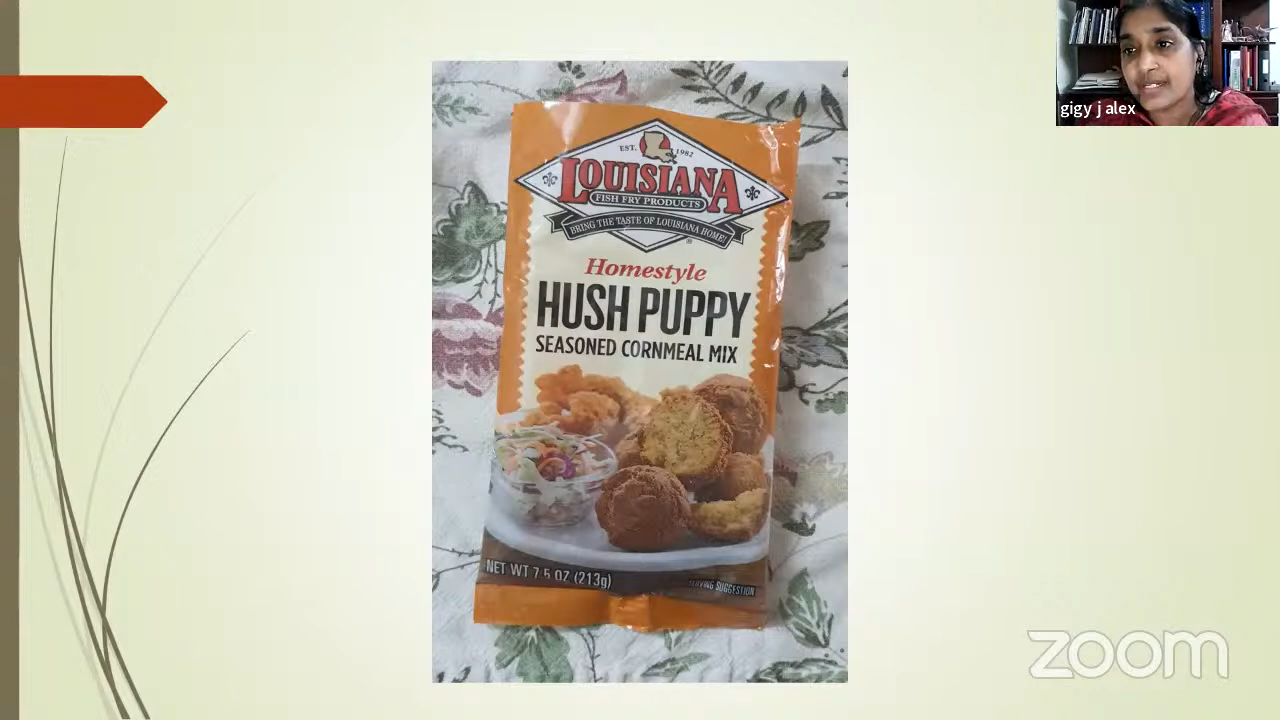 gigy j alex
EST. 1982
LOUISIANA
FISH FRY PRODUCTS
BRING THE TASTE OF LOUISIANA HOME!
®
Homestyle
HUSH PUPPY
SEASONED CORNMEAL MIX
NET WT 7.5 OZ (213g)
SERVING SUGGESTION
zoom